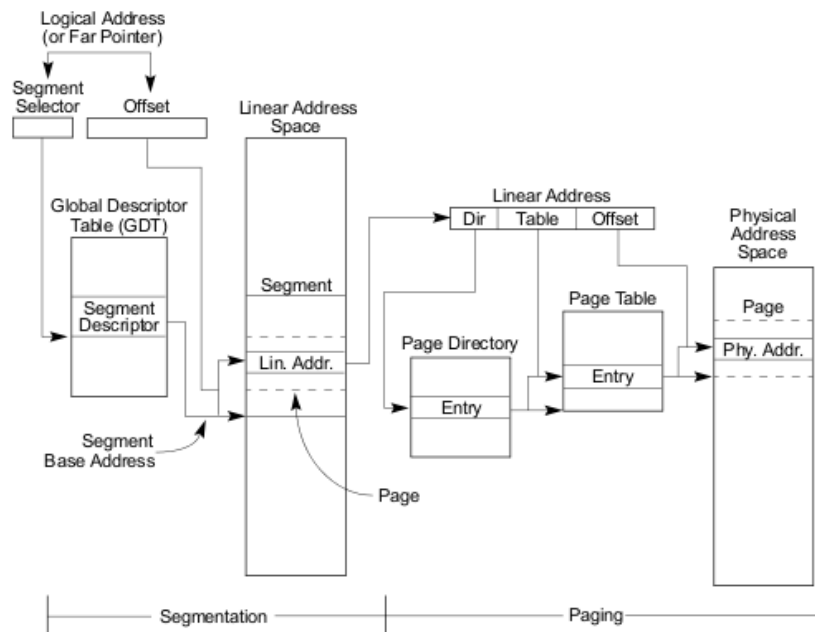 Logical Address
(or Far Pointer)
Segment
Selector
Offset
Linear Address
Space
Global Descriptor
Table (GDT)
Segment
Descriptor
Segment
Lin. Addr.
Segment
Base Address
Page
Linear Address
Dir Table Offset
Page Directory
Entry
Page Table
Entry
Physical
Address
Space
Page
Phy. Addr.
Segmentation
Paging